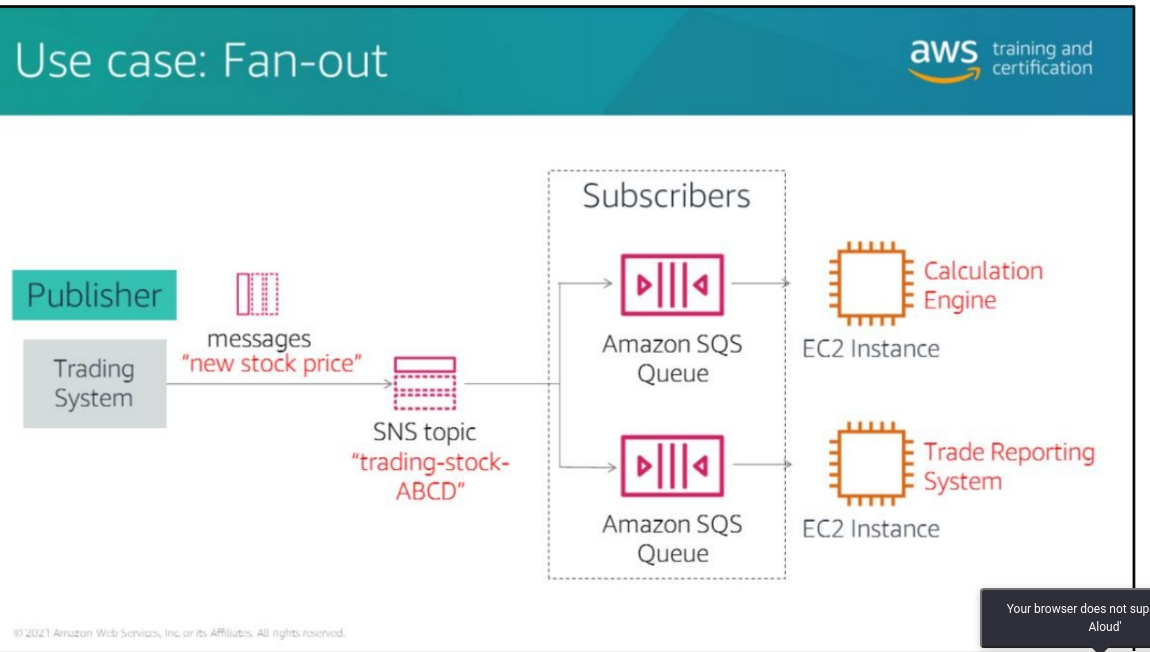 Use case: Fan-out
aws training and
certification
Subscribers
Publisher
messages
"new stock price"
Trading
System
SNS topic
"trading-stock-
ABCD"
Amazon SQS
Queue
EC2 Instance
Calculation
Engine
Amazon SQS
Queue
EC2 Instance
Trade Reporting
System
© 2021 Amazon Web Services, Inc. or its Affiliates. All rights reserved.
Your browser does not sup
Aloud'